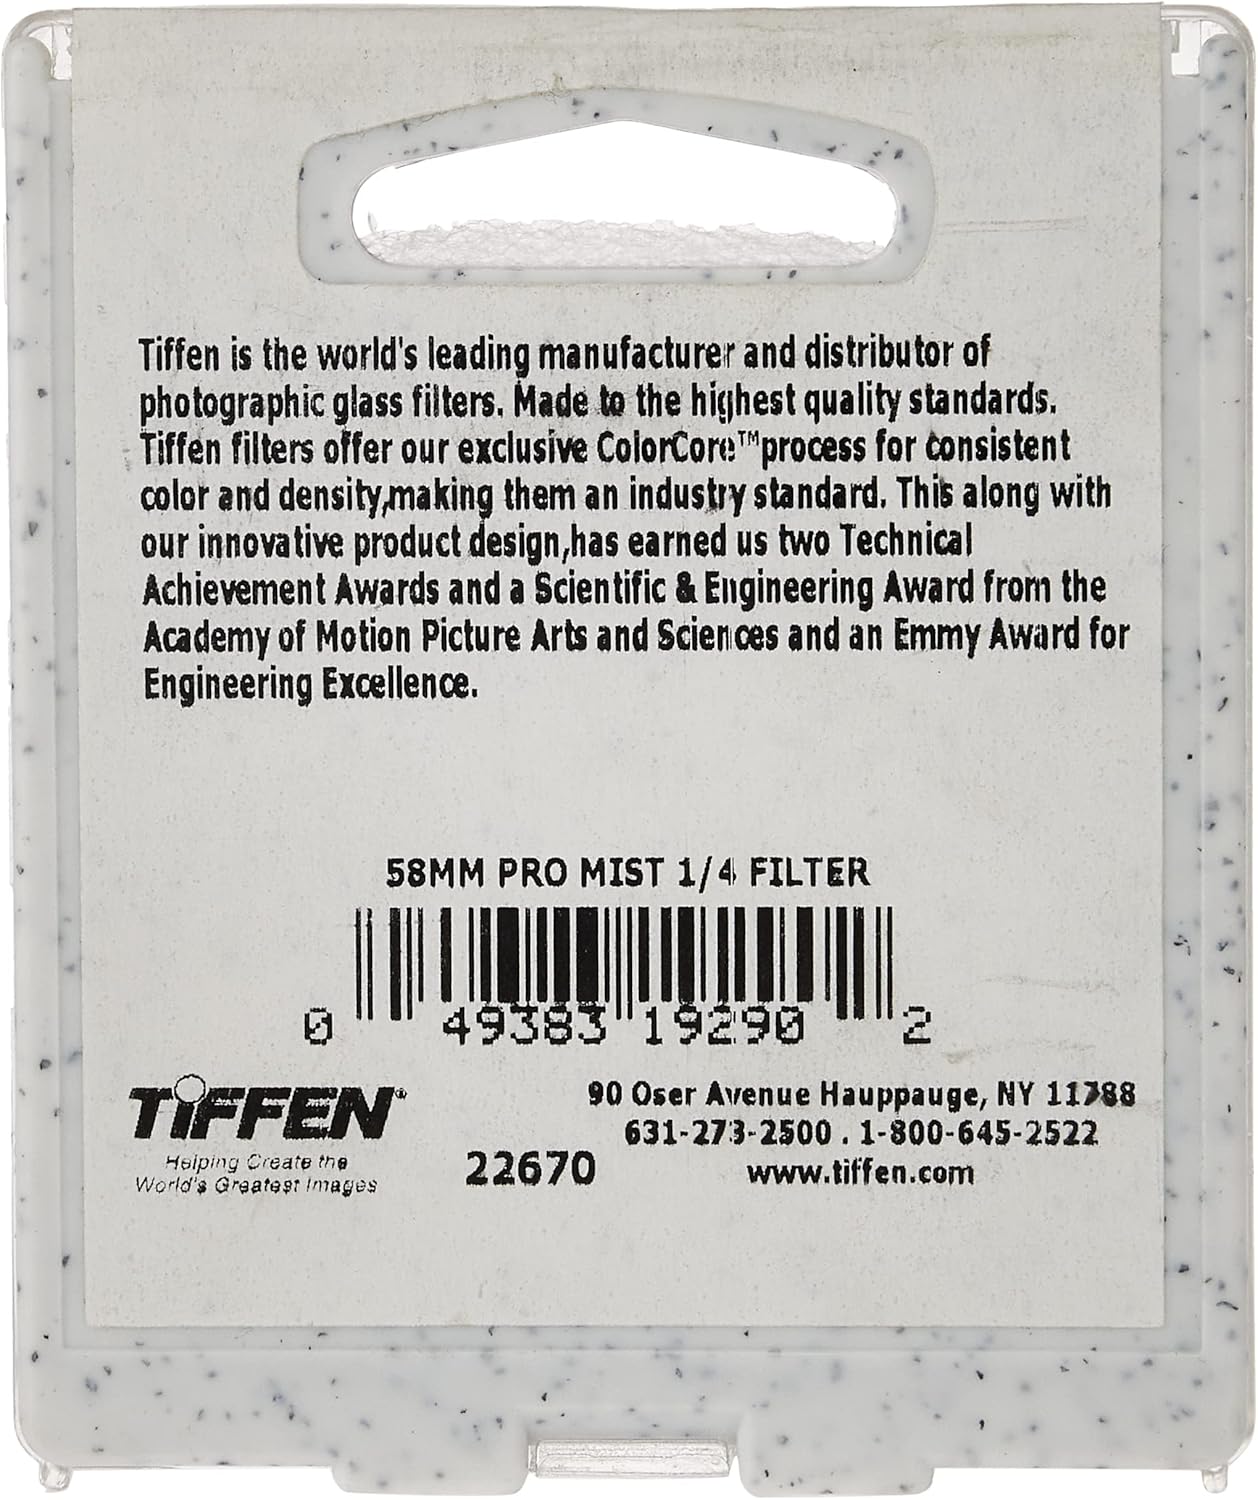 Tiffen is the world's leading manufacturer and distributor of
photographic glass filters. Made to the highest quality standards.
Tiffen filters offer our exclusive ColorCore™process for consistent
color and density,making them an industry standard. This along with
our innovative product design,has earned us two Technical
Achievement Awards and a Scientific & Engineering Award from the
Academy of Motion Picture Arts and Sciences and an Emmy Award for
Engineering Excellence.
58MM PRO MIST 1/4 FILTER
0 49383 19290 2
TIFFEN®
Helping Create the
World's Greatest Images
22670
90 Oser Avenue Hauppauge, NY 11788
631-273-2500 . 1-800-645-2522
www.tiffen.com